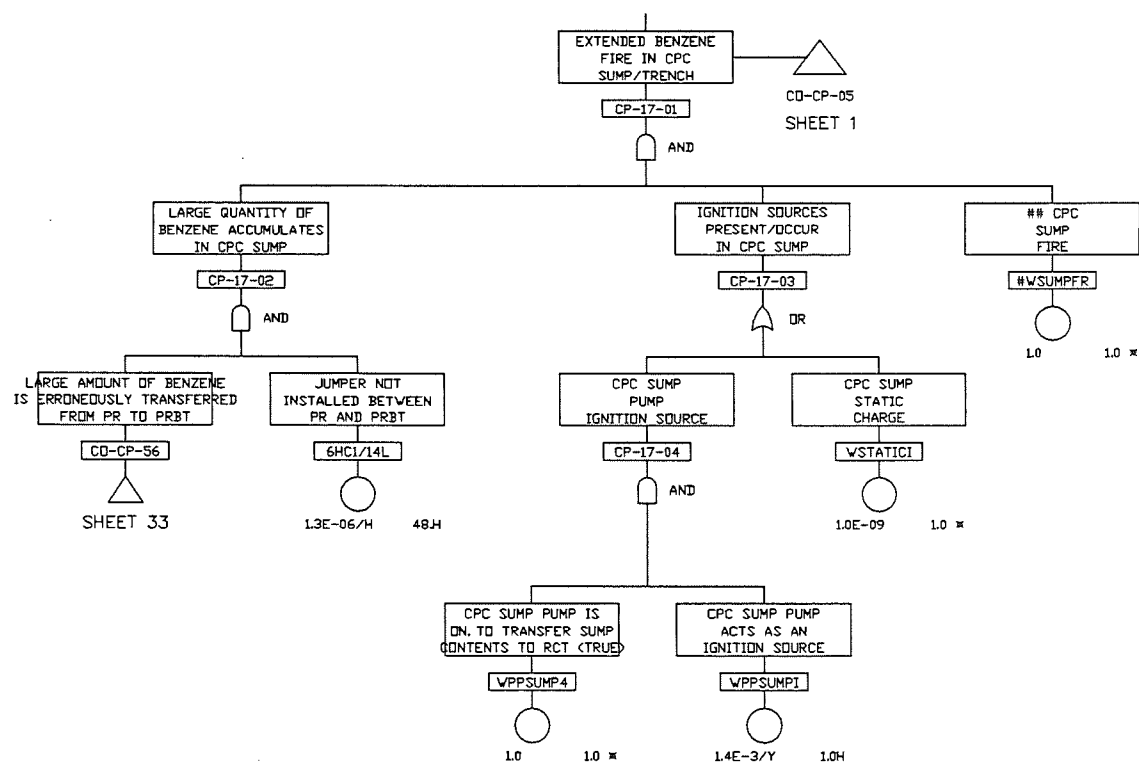 EXTENDED BENZENE
FIRE IN CPC
SUMP/TRENCH
CO-CP-05
SHEET 1
CP-17-01
AND
LARGE QUANTITY OF
BENZENE ACCUMULATES
IN CPC SUMP
CP-17-02
AND
IGNITION SOURCES
PRESENT/OCCUR
IN CPC SUMP
CP-17-03
OR
## CPC
SUMP
FIRE
#WSUMPFR
1.0 1.0 *
LARGE AMOUNT OF BENZENE
IS ERRONEOUSLY TRANSFERRED
FROM PR TO PRBT
CO-CP-56
SHEET 33
JUMPER NOT
INSTALLED BETWEEN
PR AND PRBT
6HCI/14L
1.3E-06/H 48.H
CPC SUMP
PUMP
IGNITION SOURCE
CP-17-04
AND
CPC SUMP
STATIC
CHARGE
WSTATICI
1.0E-09 1.0 *
CPC SUMP PUMP IS
ON. TO TRANSFER SUMP
CONTENTS TO RCT (TRUE)
WPPSUMP4
1.0 1.0 *
CPC SUMP PUMP
ACTS AS AN
IGNITION SOURCE
WPPSUMPI
1.4E-3/Y 1.0H